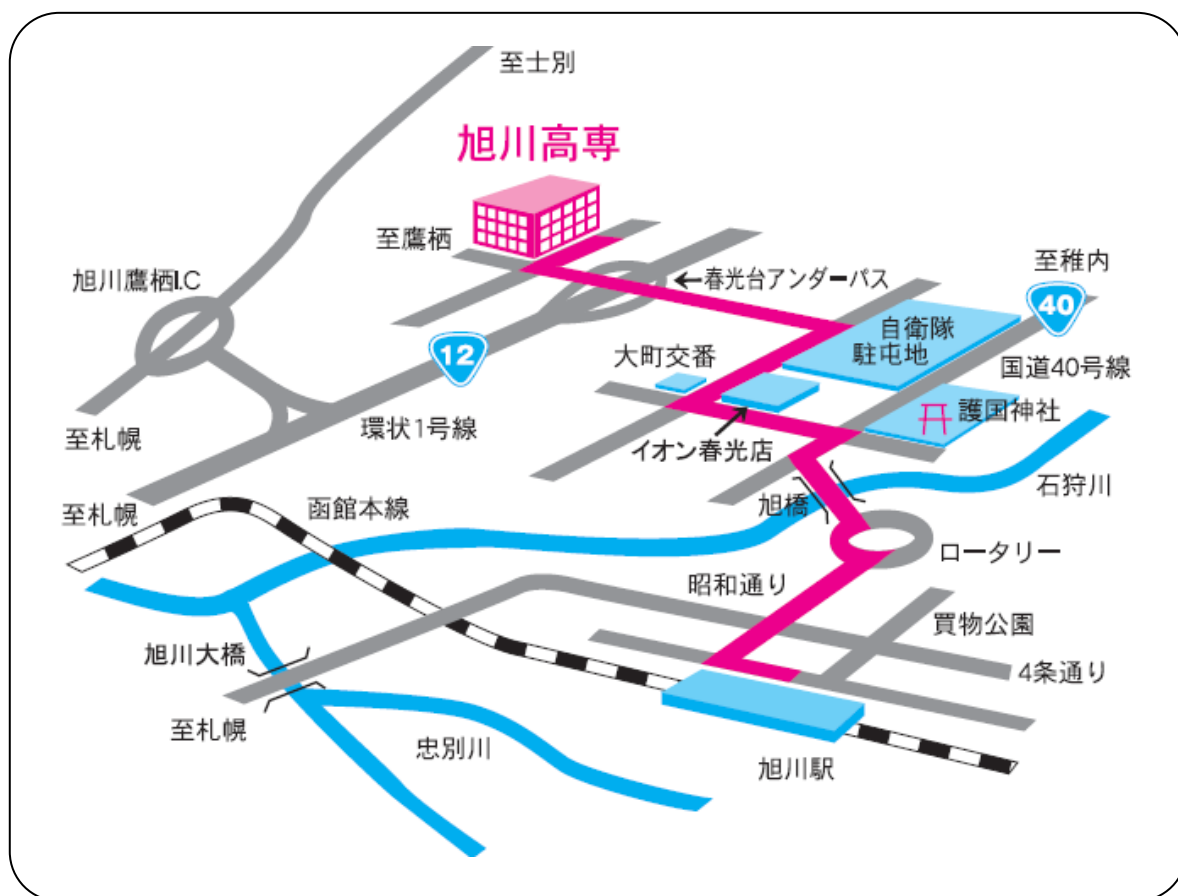 至士別
旭川高専
至鷹栖
旭川鷹栖I.C
←春光台アンダーパス
至稚内
40
自衛隊
駐屯地
12
大町交番
国道40号線
護国神社
至札幌
環状1号線
イオン春光店
石狩川
至札幌
函館本線
旭橋
ロータリー
昭和通り
買物公園
旭川大橋
4条通り
至札幌
忠別川
旭川駅